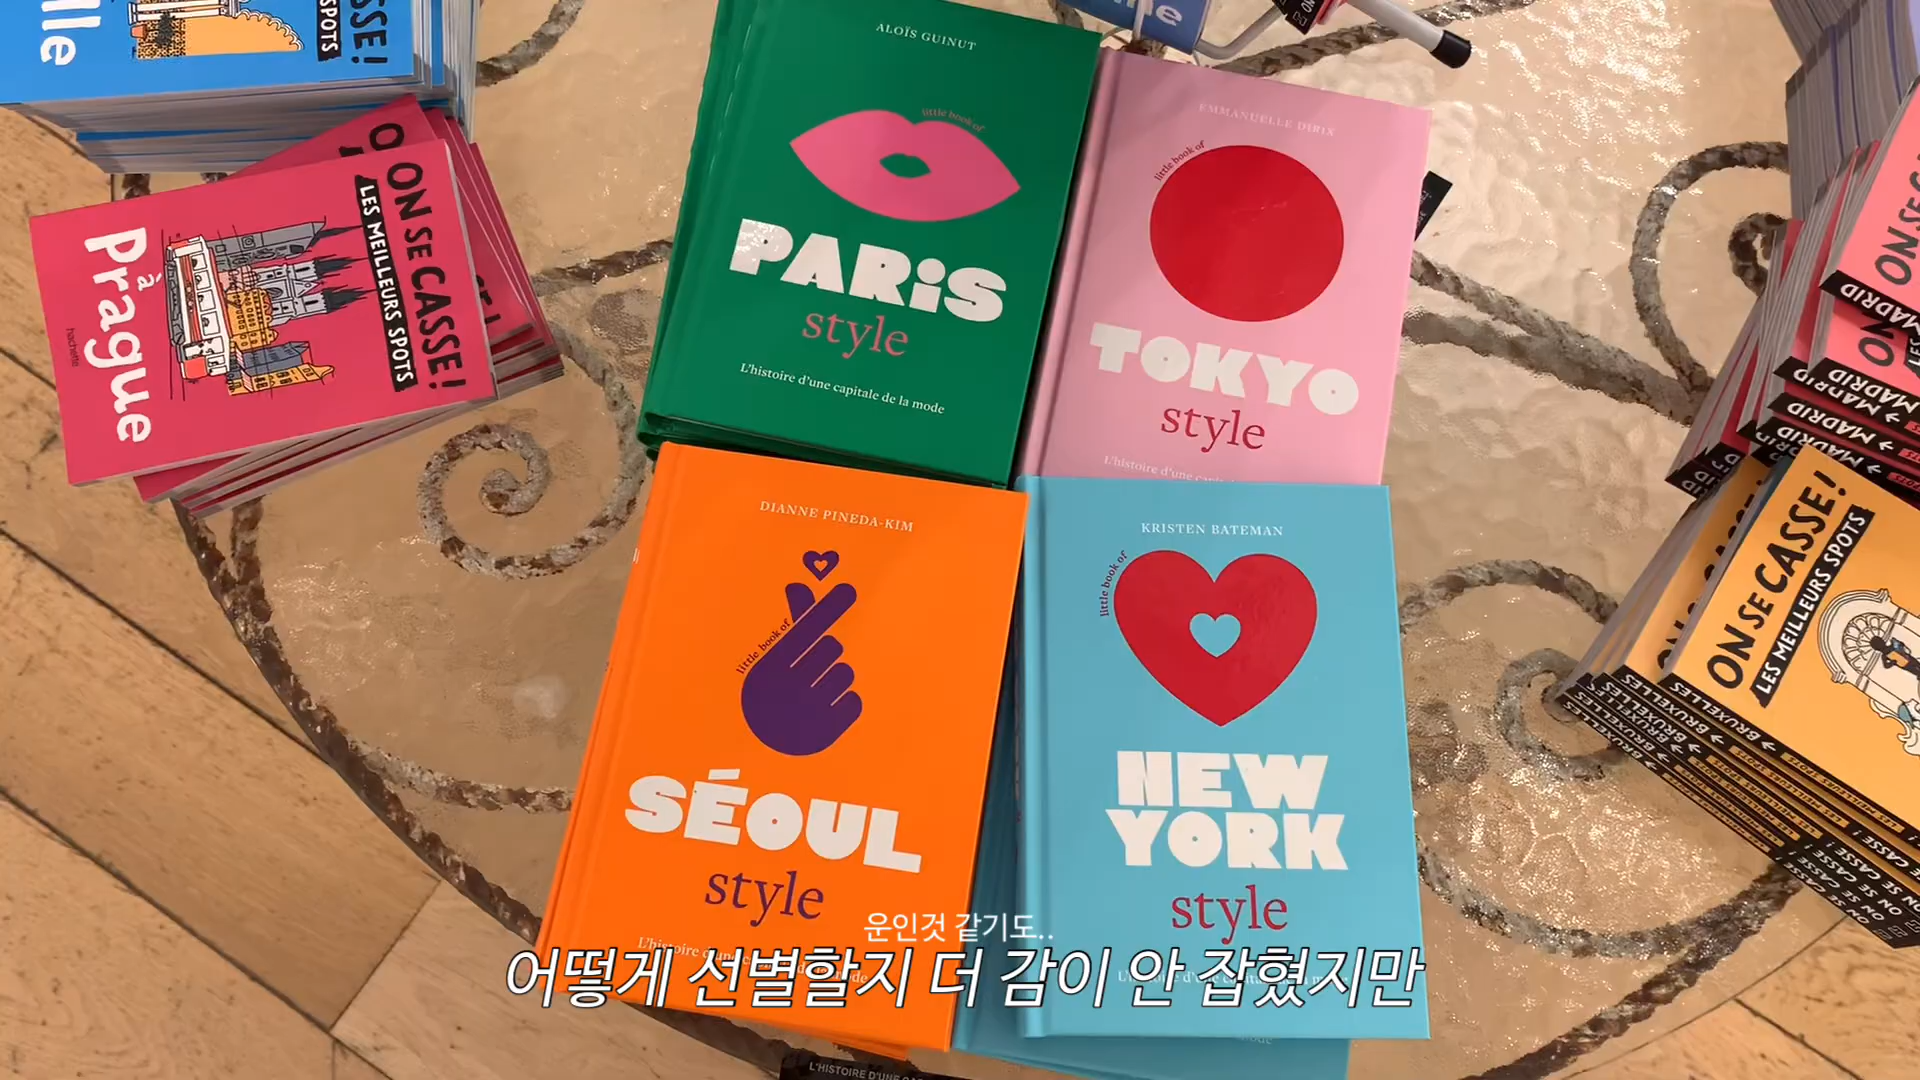 ALOÏS GUINUT
little book of
PARiS
style
L'histoire d'une capitale de la mode
EMMANUELLE DIRIX
little book of
TOKYO
style
DIANNE PINEDA-KIM
little book of
SÉOUL
style
KRISTEN BATEMAN
little book of
NEW
YORK
style
ON SE CASSE!
LES MEILLEURS SPOTS
à
Prague
hachette
ON SE CASSE!
LES MEILLEURS SPOTS
→ BRUXELLES
→ MADRID
운인것 같기도..
어떻게 선별할지 더 감이 안 잡혔지만